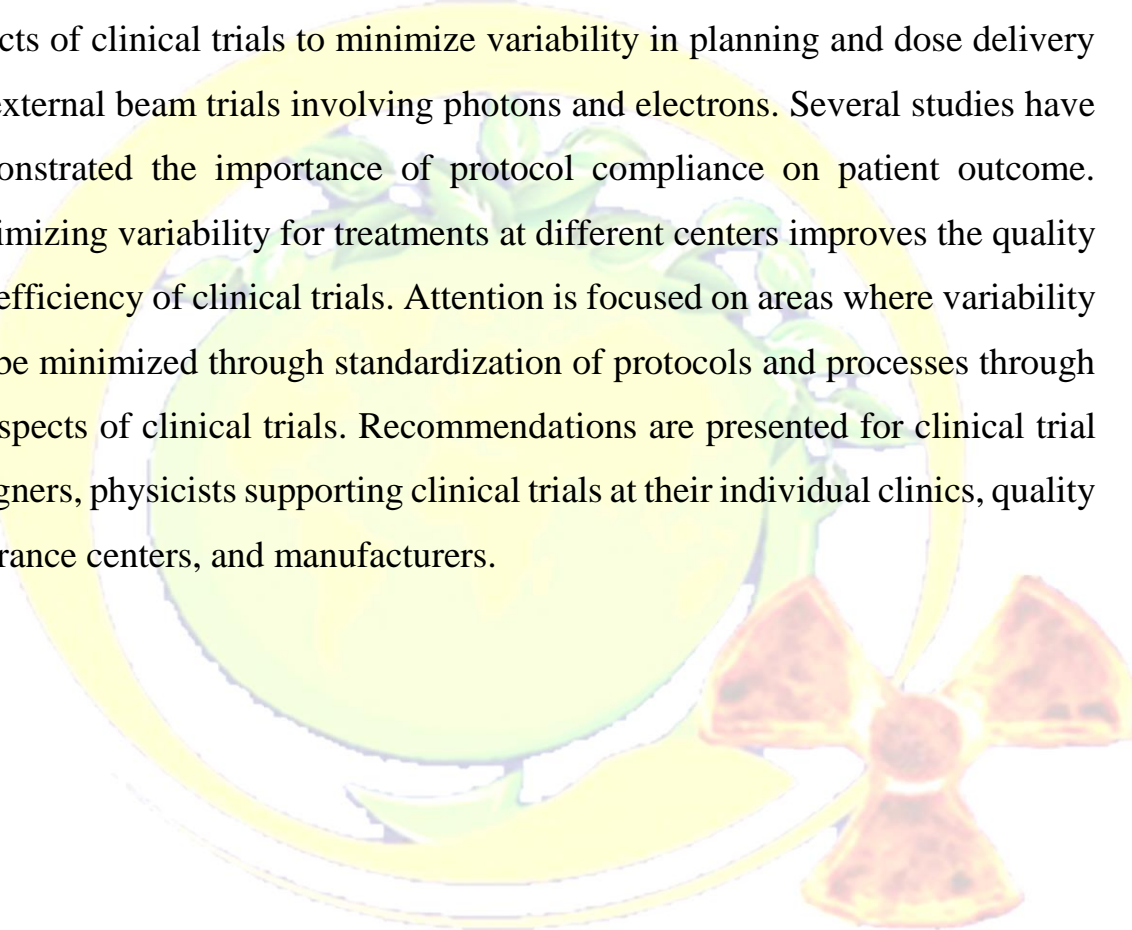 cts of clinical trials to minimize variability in planning and dose delivery
external beam trials involving photons and electrons. Several studies have
onstrated the importance of protocol compliance on patient outcome.
imizing variability for treatments at different centers improves the quality
efficiency of clinical trials. Attention is focused on areas where variability
be minimized through standardization of protocols and processes through
spects of clinical trials. Recommendations are presented for clinical trial
gners, physicists supporting clinical trials at their individual clinics, quality
rance centers, and manufacturers.